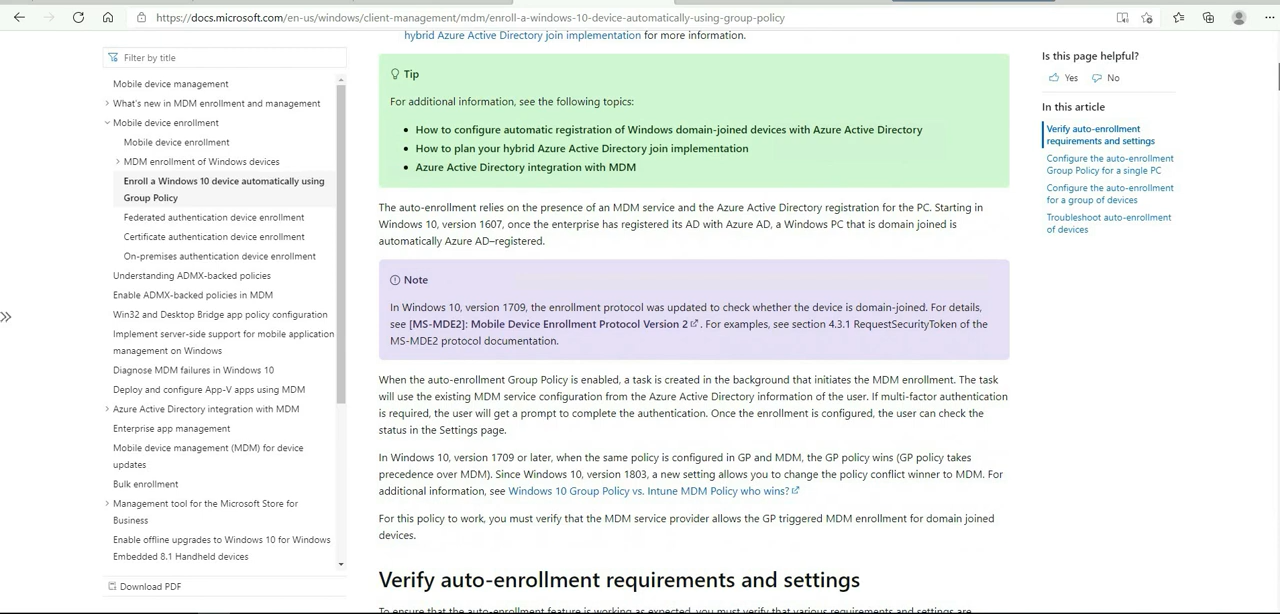 https://docs.microsoft.com/en-us/windows/client-management/mdm/enroll-a-windows-10-device-automatically-using-group-policy
Filter by title
Mobile device management
What's new in MDM enrollment and management
Mobile device enrollment
Mobile device enrollment
MDM enrollment of Windows devices
Enroll a Windows 10 device automatically using
Group Policy
Federated authentication device enrollment
Certificate authentication device enrollment
On-premises authentication device enrollment
Understanding ADMX-backed policies
Enable ADMX-backed policies in MDM
Win32 and Desktop Bridge app policy configuration
Implement server-side support for mobile application
management on Windows
Diagnose MDM failures in Windows 10
Deploy and configure App-V apps using MDM
Azure Active Directory integration with MDM
Enterprise app management
Mobile device management (MDM) for device
updates
Bulk enrollment
Management tool for the Microsoft Store for
Business
Enable offline upgrades to Windows 10 for Windows
Embedded 8.1 Handheld devices
Download PDF
hybrid Azure Active Directory join implementation for more information.
Tip
For additional information, see the following topics:
• How to configure automatic registration of Windows domain-joined devices with Azure Active Directory
• How to plan your hybrid Azure Active Directory join implementation
• Azure Active Directory integration with MDM
The auto-enrollment relies on the presence of an MDM service and the Azure Active Directory registration for the PC. Starting in
Windows 10, version 1607, once the enterprise has registered its AD with Azure AD, a Windows PC that is domain joined is
automatically Azure AD–registered.
Note
In Windows 10, version 1709, the enrollment protocol was updated to check whether the device is domain-joined. For details,
see [MS-MDE2]: Mobile Device Enrollment Protocol Version 2. For examples, see section 4.3.1 RequestSecurityToken of the
MS-MDE2 protocol documentation.
When the auto-enrollment Group Policy is enabled, a task is created in the background that initiates the MDM enrollment. The task
will use the existing MDM service configuration from the Azure Active Directory information of the user. If multi-factor authentication
is required, the user will get a prompt to complete the authentication. Once the enrollment is configured, the user can check the
status in the Settings page.
In Windows 10, version 1709 or later, when the same policy is configured in GP and MDM, the GP policy wins (GP policy takes
precedence over MDM). Since Windows 10, version 1803, a new setting allows you to change the policy conflict winner to MDM. For
additional information, see Windows 10 Group Policy vs. Intune MDM Policy who wins?
For this policy to work, you must verify that the MDM service provider allows the GP triggered MDM enrollment for domain joined
devices.
Verify auto-enrollment requirements and settings
To ensure that the auto-enrollment feature is working as expected, you must verify that various requirements and settings are
Is this page helpful?
Yes No
In this article
Verify auto-enrollment
requirements and settings
Configure the auto-enrollment
Group Policy for a single PC
Configure the auto-enrollment
for a group of devices
Troubleshoot auto-enrollment
of devices